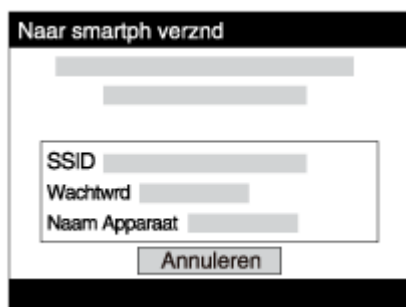 Naar smartph verznd
SSID
Wachtwrd
Naam Apparaat
Annuleren